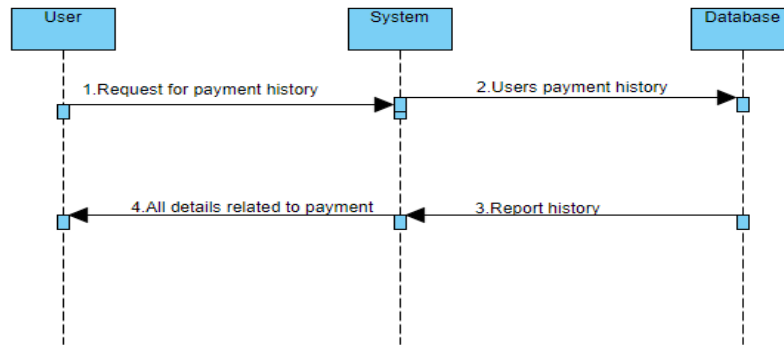 User
System
Database
1.Request for payment history
2.Users payment history
4.All details related to payment
3.Report history